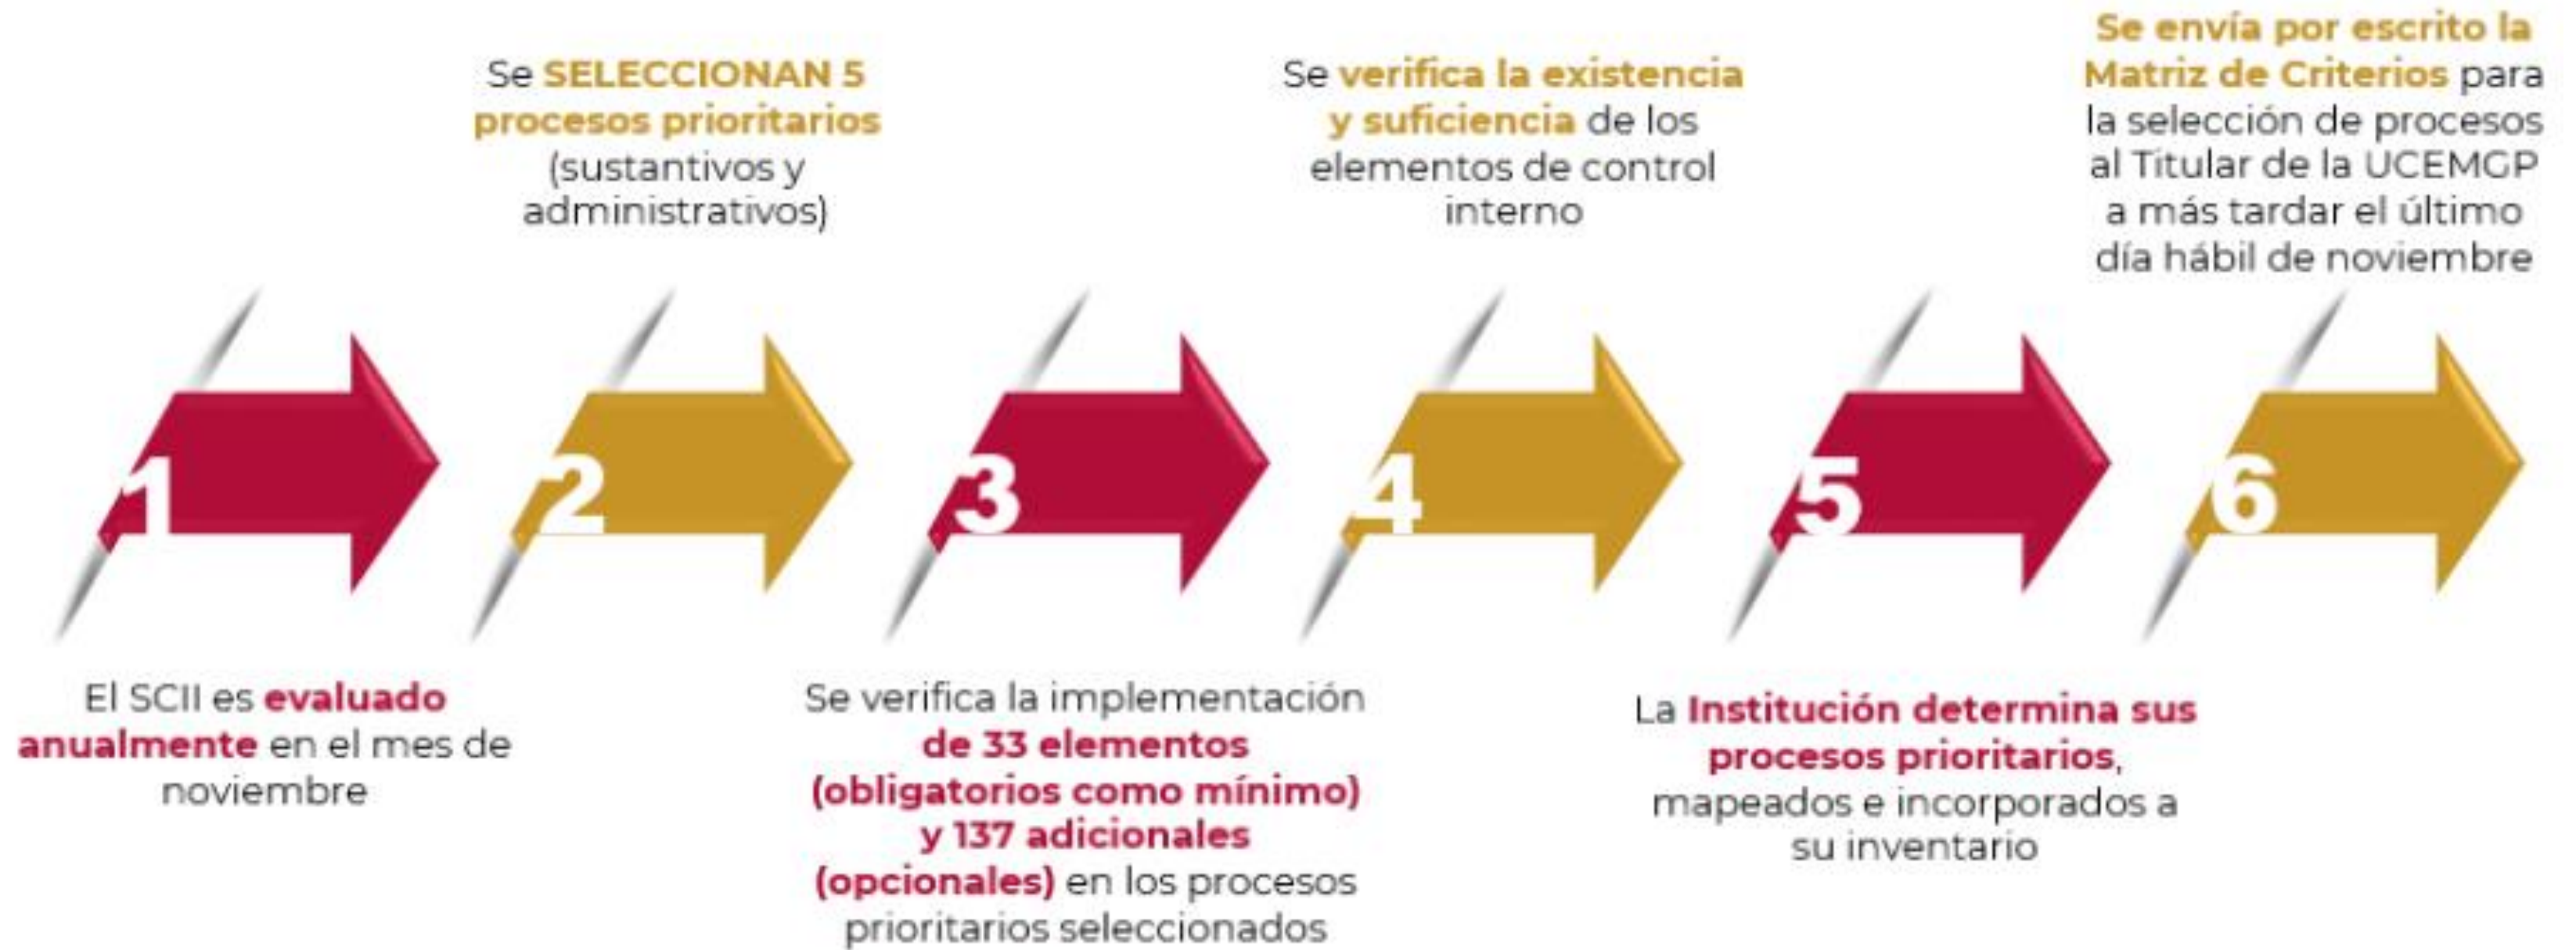 1
El SCII es evaluado
anualmente en el mes de
noviembre
2
Se SELECCIONAN 5
procesos prioritarios
(sustantivos y
administrativos)
3
Se verifica la implementación
de 33 elementos
(obligatorios como mínimo)
y 137 adicionales
(opcionales) en los procesos
prioritarios seleccionados
4
Se verifica la existencia
y suficiencia de los
elementos de control
interno
5
La Institución determina sus
procesos prioritarios,
mapeados e incorporados a
su inventario
6
Se envía por escrito la
Matriz de Criterios para
la selección de procesos
al Titular de la UCEMGP
a más tardar el último
día hábil de noviembre